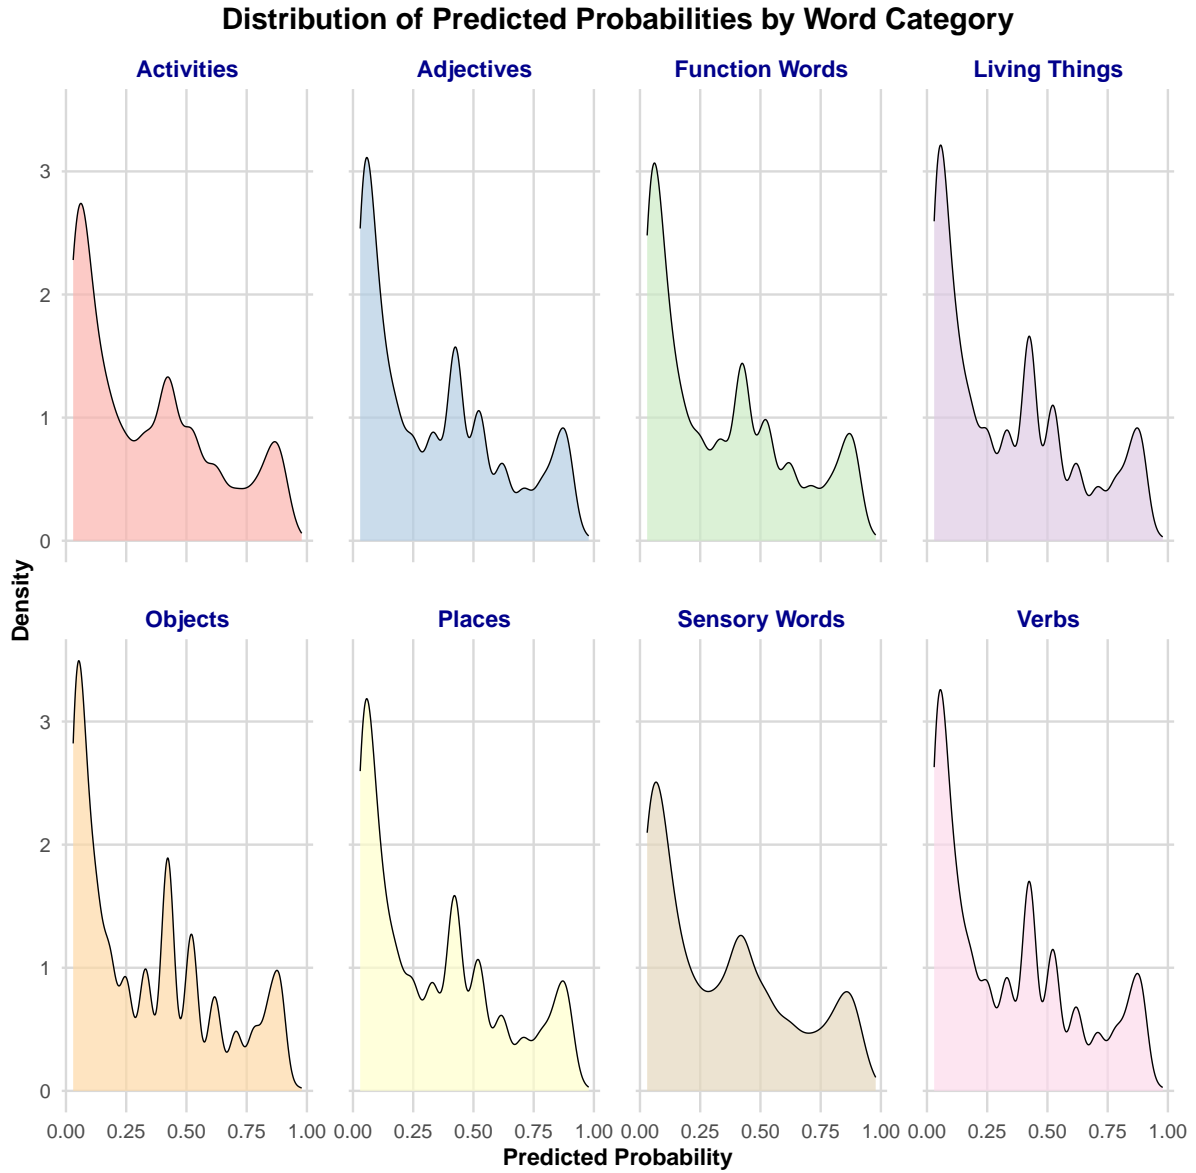 Distribution of Predicted Probabilities by Word Category
Activities
Adjectives
Function Words
Living Things
3
2
1
0
Density
Objects
Places
Sensory Words
Verbs
3
2
1
0
0.00 0.25 0.50 0.75 1.00 0.00 0.25 0.50 0.75 1.00 0.00 0.25 0.50 0.75 1.00 0.00 0.25 0.50 0.75 1.00
Predicted Probability